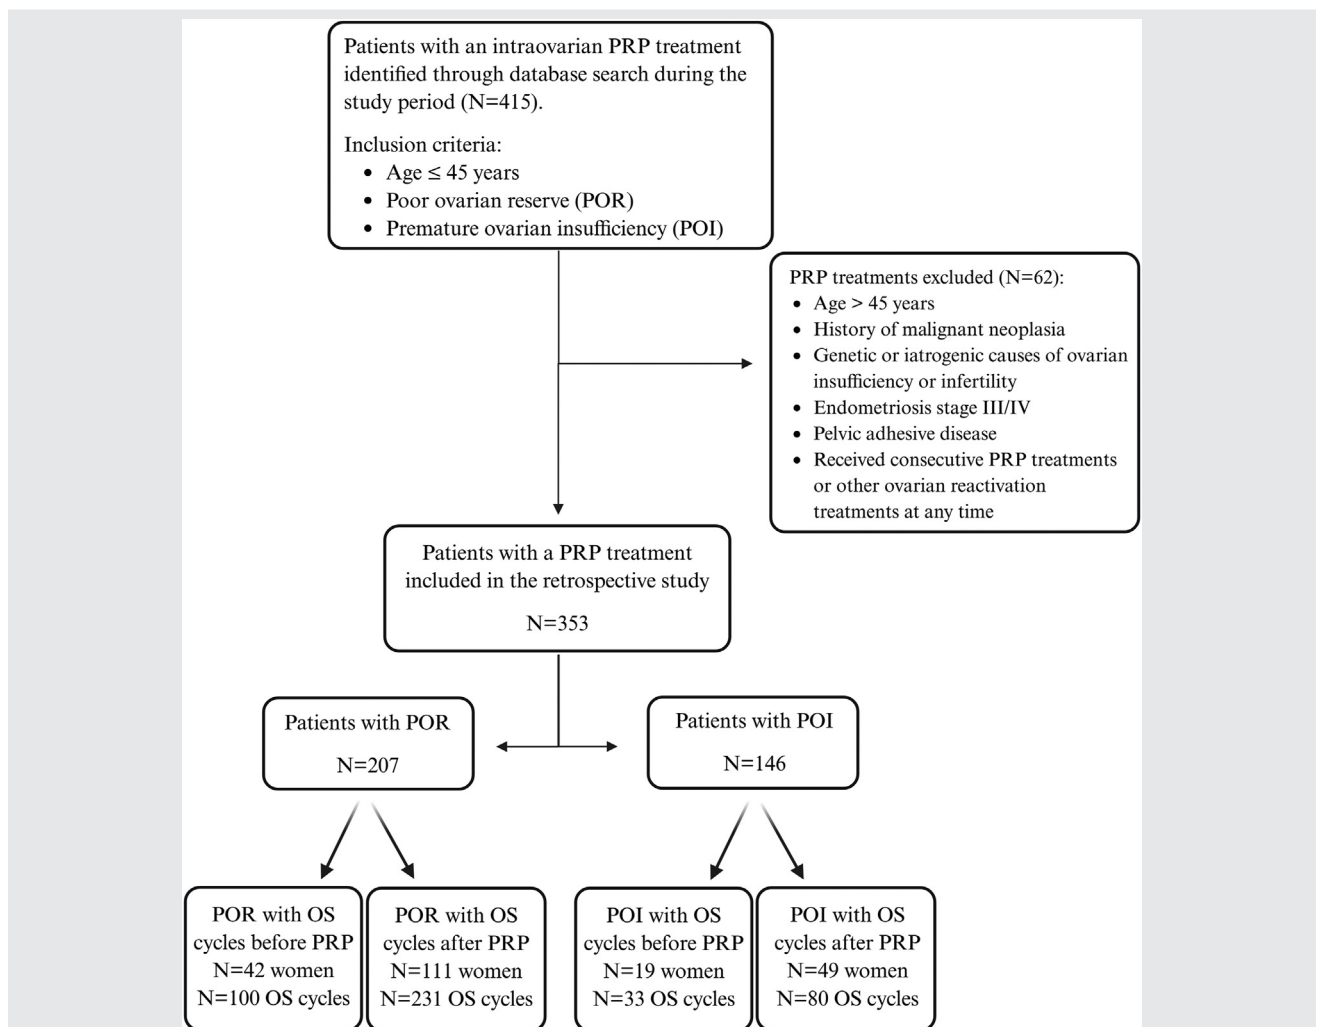 Patients with an intraovarian PRP treatment
identified through database search during the
study period (N=415).
Inclusion criteria:
• Age ≤ 45 years
• Poor ovarian reserve (POR)
• Premature ovarian insufficiency (POI)
PRP treatments excluded (N=62):
• Age > 45 years
• History of malignant neoplasia
• Genetic or iatrogenic causes of ovarian
insufficiency or infertility
• Endometriosis stage III/IV
• Pelvic adhesive disease
• Received consecutive PRP treatments
or other ovarian reactivation
treatments at any time
Patients with a PRP treatment
included in the retrospective study
N=353
Patients with POR
N=207
Patients with POI
N=146
POR with OS
cycles before PRP
N=42 women
N=100 OS cycles
POR with OS
cycles after PRP
N=111 women
N=231 OS cycles
POI with OS
cycles before PRP
N=19 women
N=33 OS cycles
POI with OS
cycles after PRP
N=49 women
N=80 OS cycles